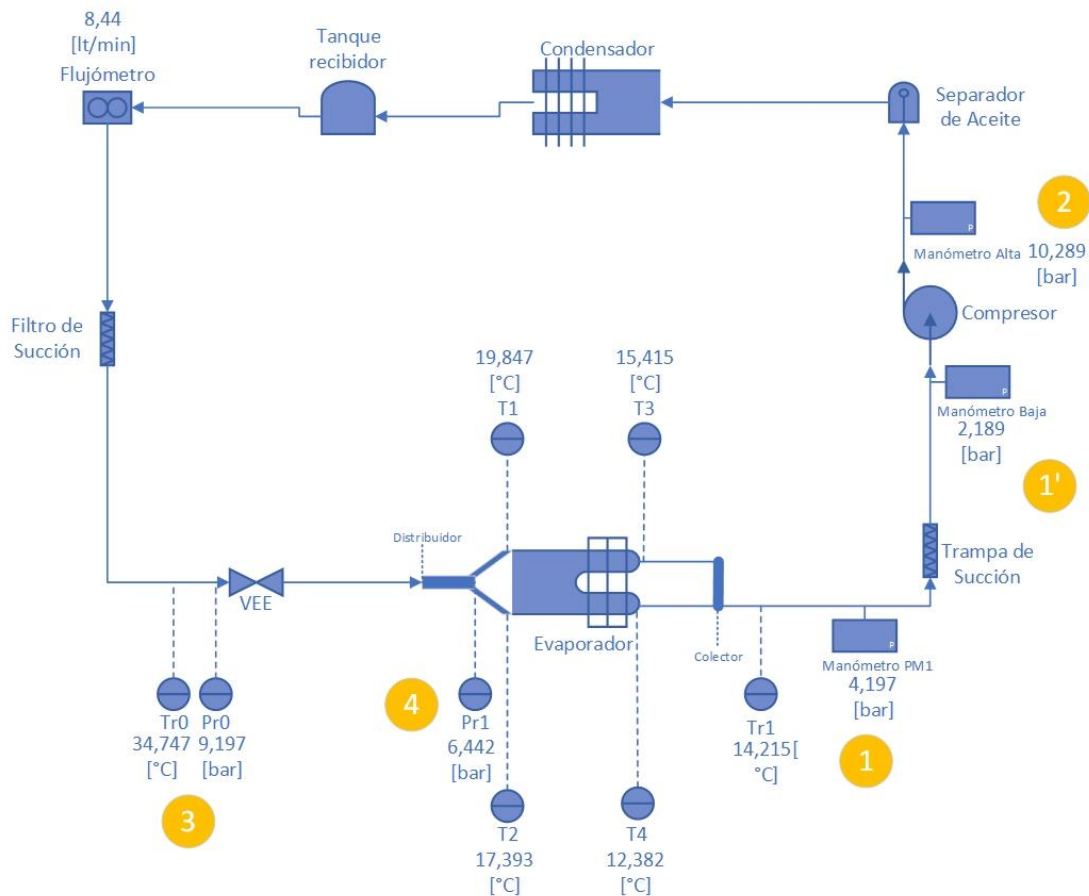 8,44
[lt/min]
Flujómetro
Tanque
recibidor
Condensador
Separador
de Aceite
2
P
Manómetro Alta
10,289
[bar]
Compresor
Filtro de
Succión
19,847
[°C]
T1
15,415
[°C]
T3
P
Manómetro Baja
2,189
[bar]
1'
Distribuidor
Trampa de
Succión
VEE
Evaporador
Colector
P
Manómetro PM1
4,197
[bar]
1
4
Tr0
34,747
[°C]
Pr0
9,197
[bar]
3
Pr1
6,442
[bar]
Tr1
14,215[
°C]
T2
17,393
[°C]
T4
12,382
[°C]